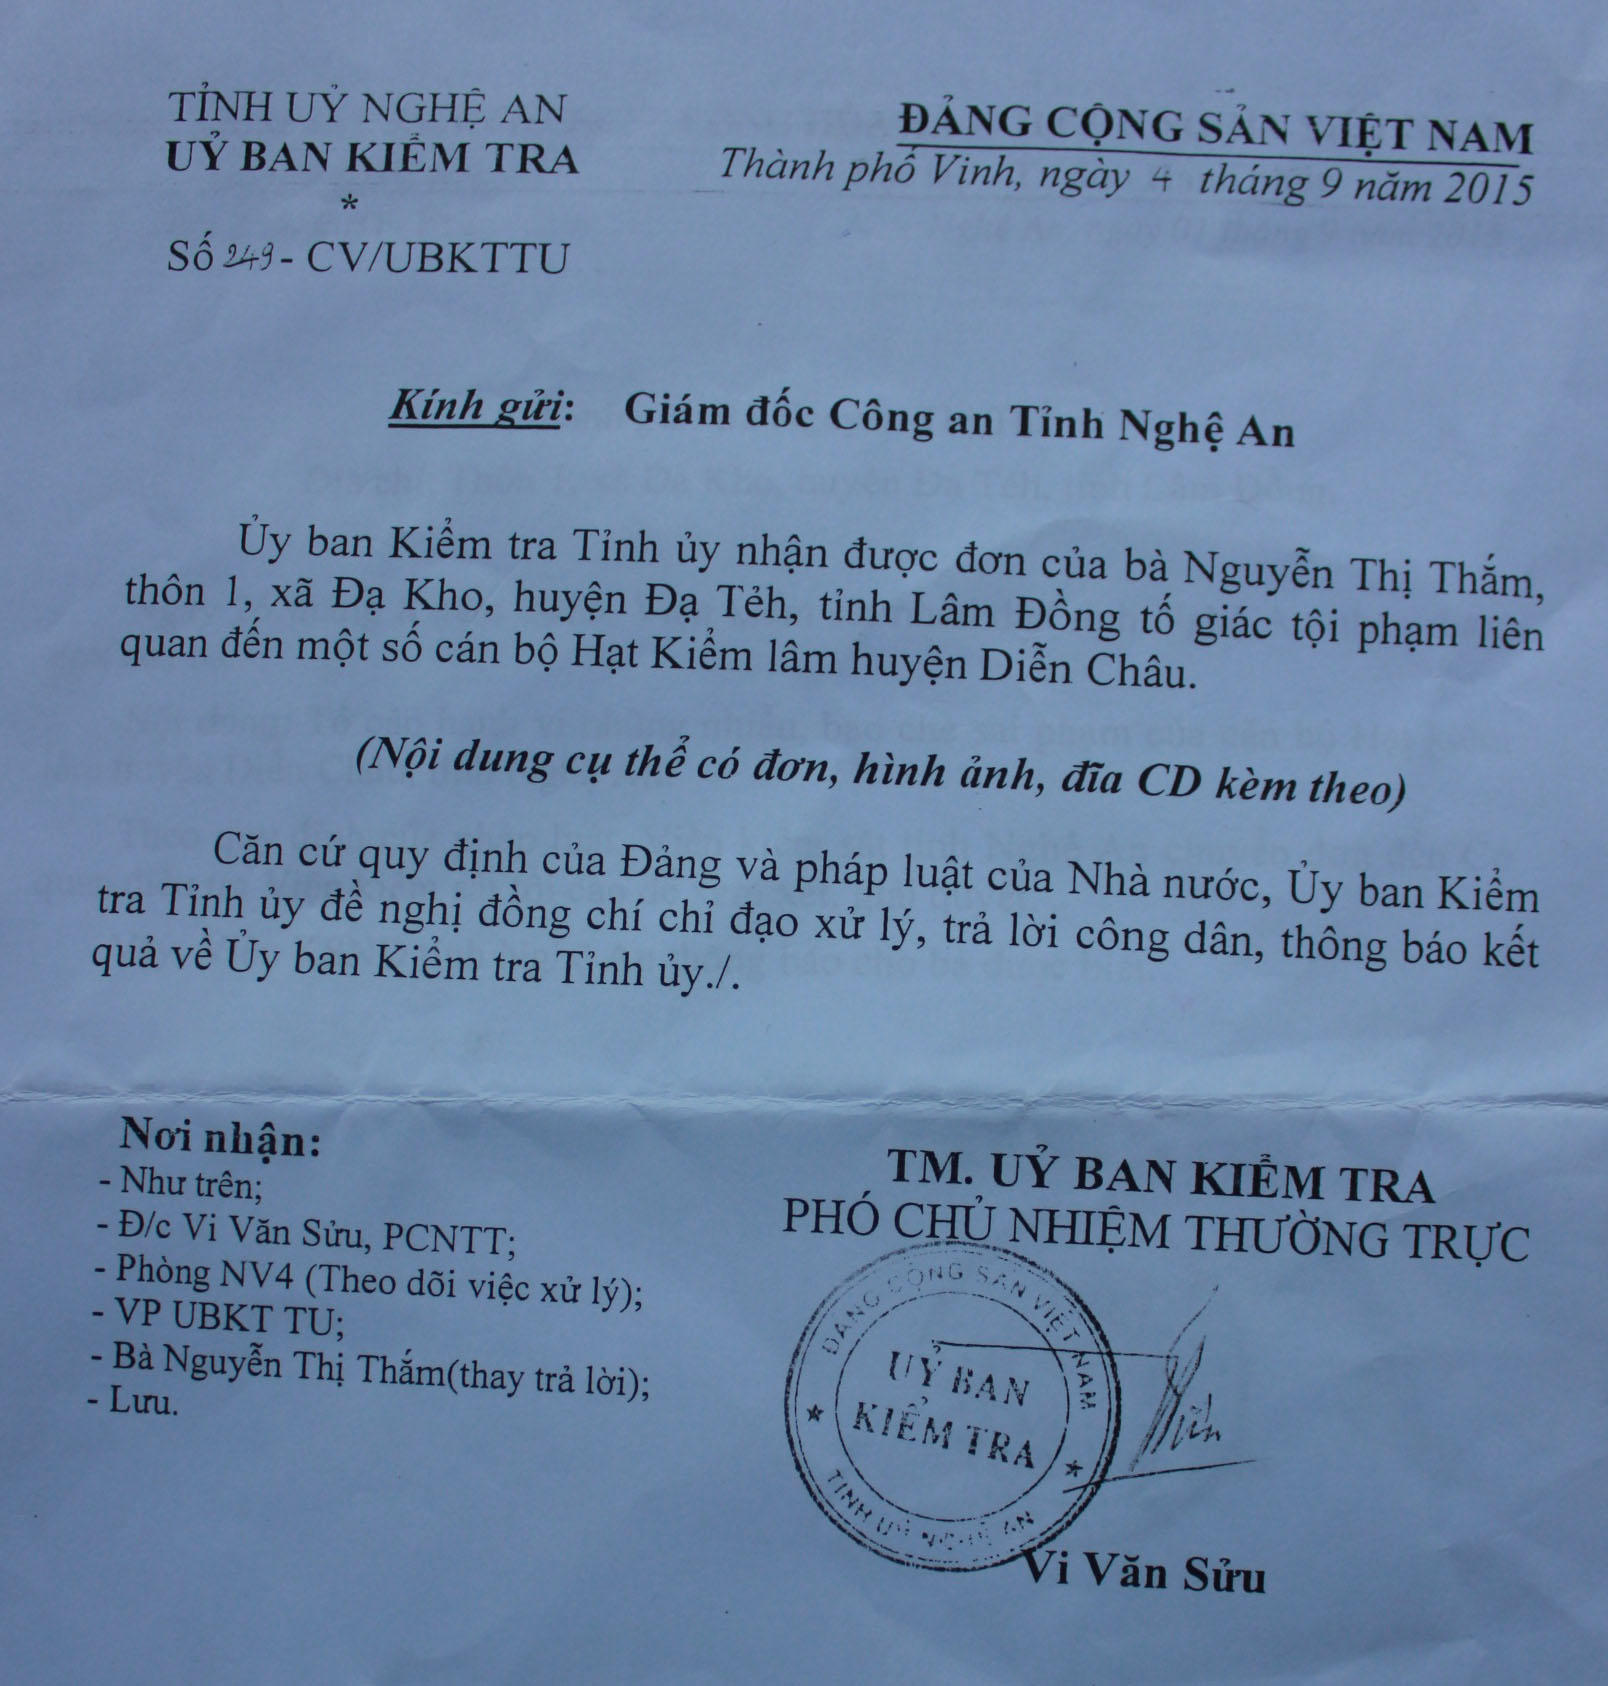 TỈNH UỶ NGHỆ AN
UỶ BAN KIỂM TRA
*
Số 249 - CV/UBKTTU
ĐẢNG CỘNG SẢN VIỆT NAM
Thành phố Vinh, ngày 4 tháng 9 năm 2015
Kính gửi: Giám đốc Công an Tỉnh Nghệ An
Ủy ban Kiểm tra Tỉnh ủy nhận được đơn của bà Nguyễn Thị Thắm,
thôn 1, xã Đạ Kho, huyện Đạ Tẻh, tỉnh Lâm Đồng tố giác tội phạm liên
quan đến một số cán bộ Hạt Kiểm lâm huyện Diễn Châu.
(Nội dung cụ thể có đơn, hình ảnh, đĩa CD kèm theo)
Căn cứ quy định của Đảng và pháp luật của Nhà nước, Ủy ban Kiểm
tra Tỉnh ủy đề nghị đồng chí chỉ đạo xử lý, trả lời công dân, thông báo kết
quả về Ủy ban Kiểm tra Tỉnh ủy./.
Nơi nhận:
- Như trên;
- Đ/c Vi Văn Sửu, PCNTT;
- Phòng NV4 (Theo dõi việc xử lý);
- VP UBKT TU;
- Bà Nguyễn Thị Thắm(thay trả lời);
- Lưu.
TM. UỶ BAN KIỂM TRA
PHÓ CHỦ NHIỆM THƯỜNG TRỰC
ĐẢNG CỘNG SẢN VIỆT NAM
UỶ BAN
KIỂM TRA
TỈNH UỶ NGHỆ AN
Vi Văn Sửu